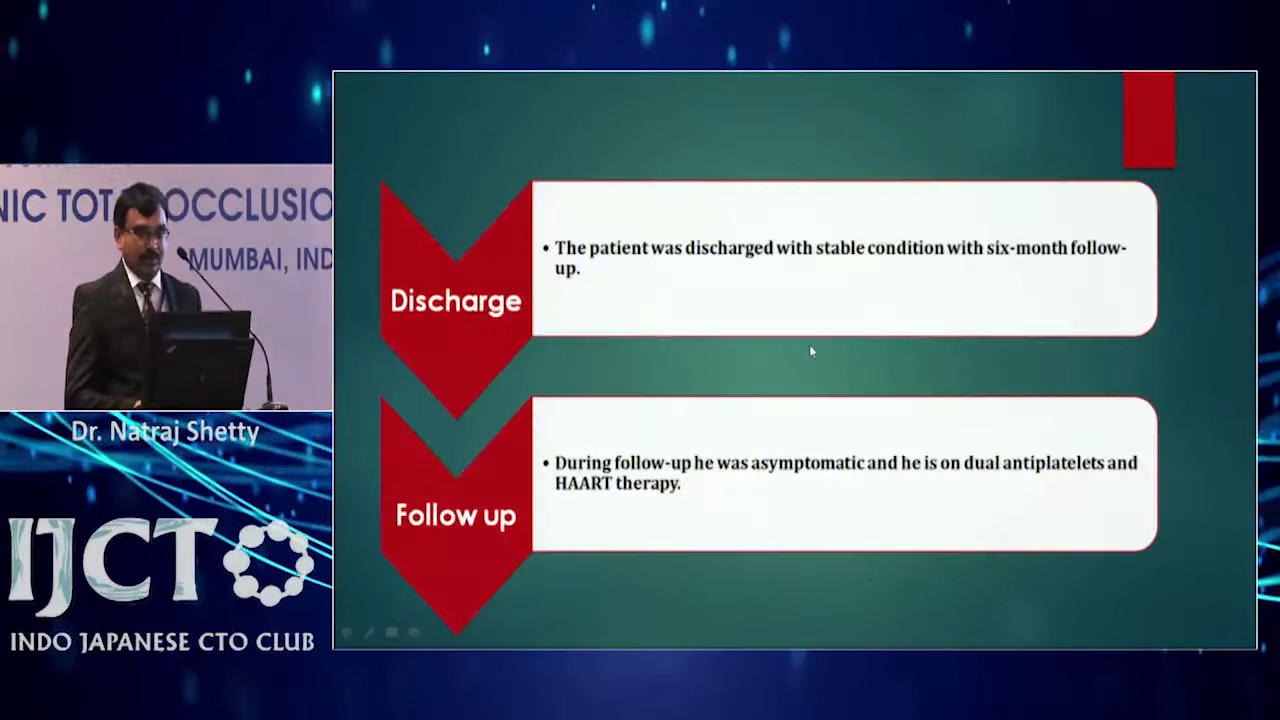 NIC TOT OCCLUSIO
MUMBAI, IND
Dr. Natraj Shetty
IJCTO
INDO JAPANESE CTO CLUB
Discharge
• The patient was discharged with stable condition with six-month follow-
up.
Follow up
• During follow-up he was asymptomatic and he is on dual antiplatelets and
HAART therapy.